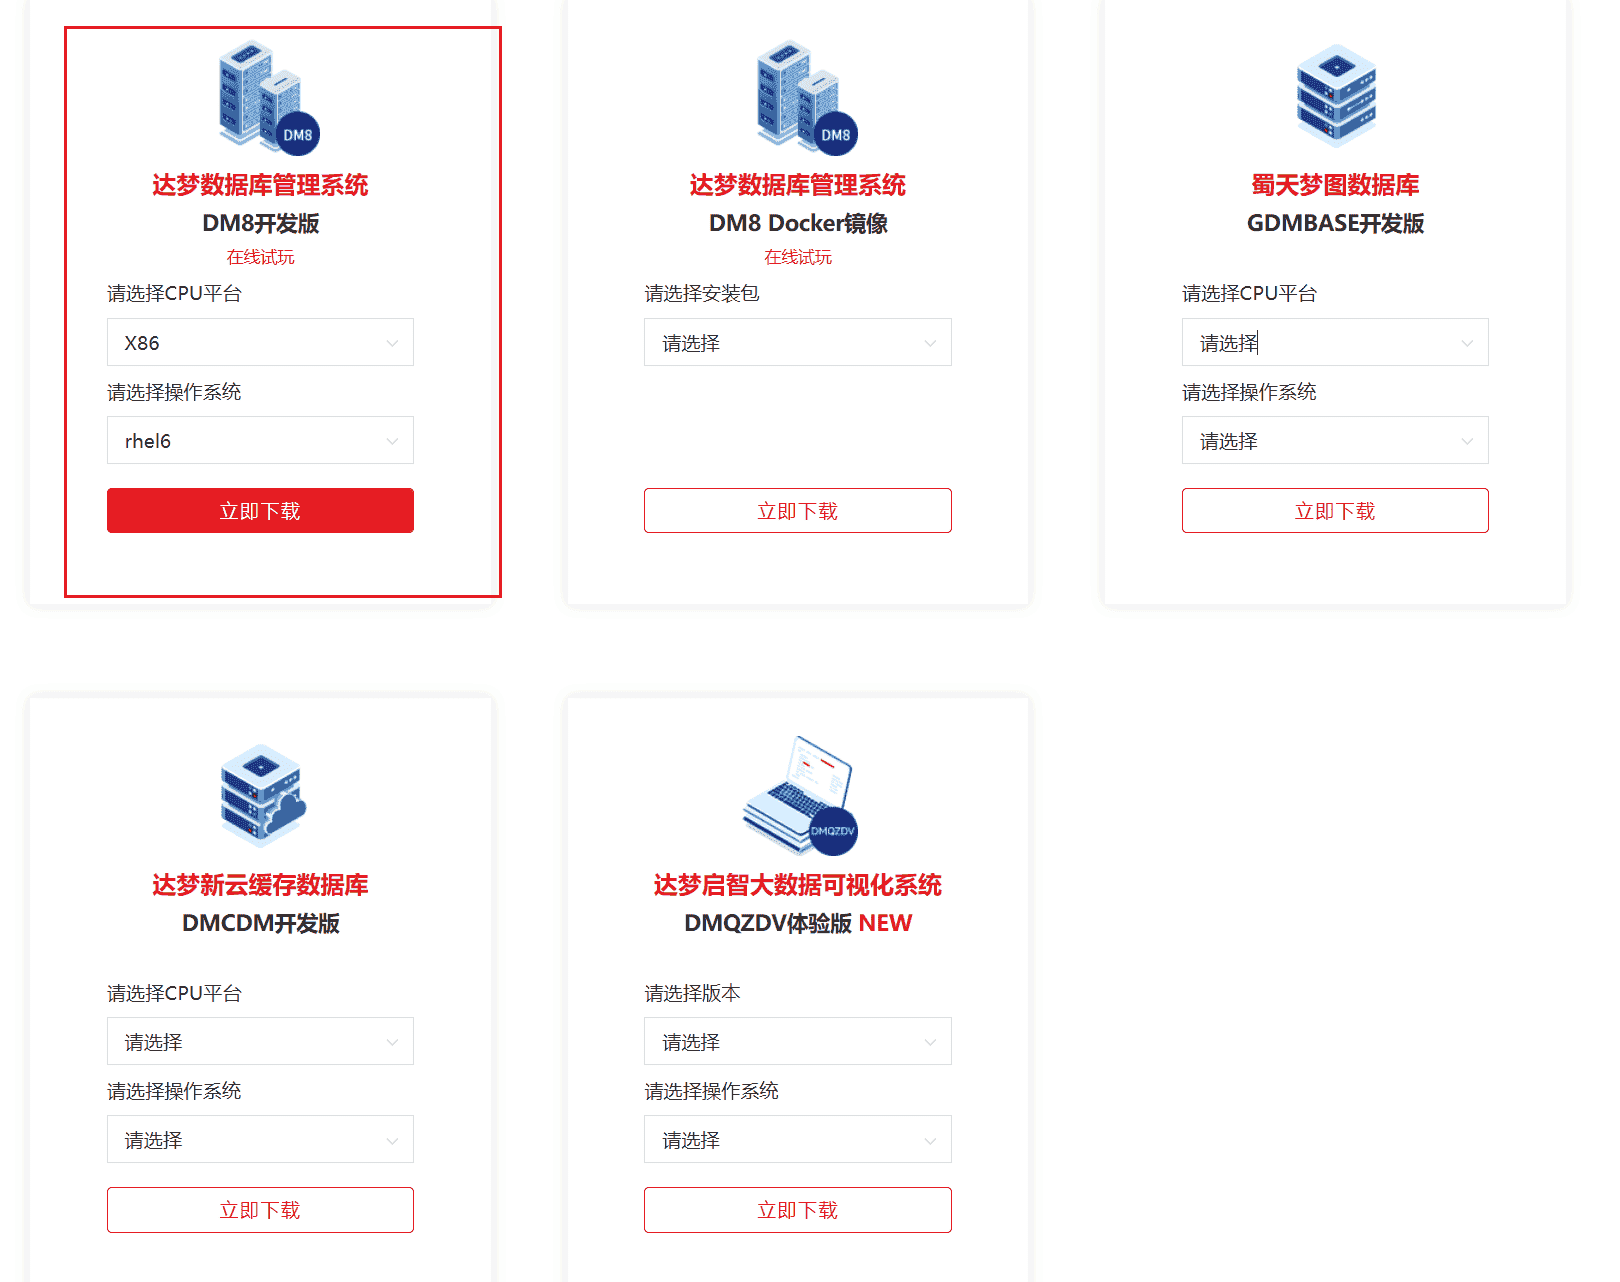 DM8
达梦数据库管理系统
DM8开发版
在线试玩
请选择CPU平台
X86
请选择操作系统
rhel6
立即下载
DM8
达梦数据库管理系统
DM8 Docker镜像
在线试玩
请选择安装包
请选择
立即下载
蜀天梦图数据库
GDMBASE开发版
请选择CPU平台
请选择
请选择操作系统
请选择
立即下载
达梦新云缓存数据库
DMCDM开发版
请选择CPU平台
请选择
请选择操作系统
请选择
立即下载
DMQZDV
达梦启智大数据可视化系统
DMQZDV体验版 NEW
请选择版本
请选择
请选择操作系统
请选择
立即下载